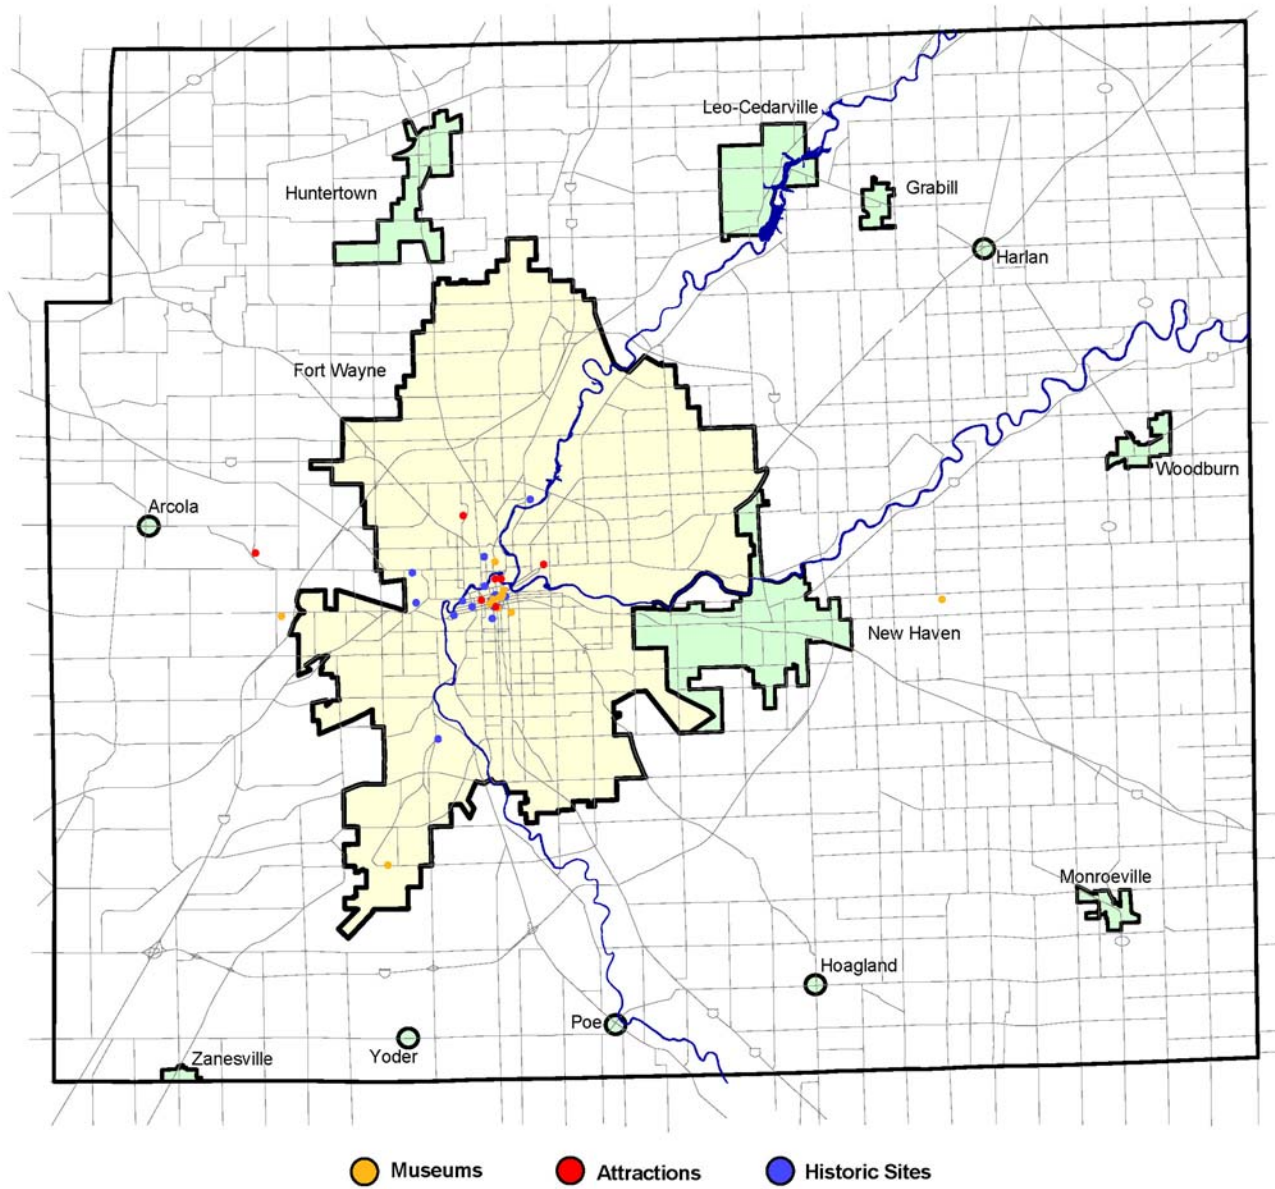 Leo-Cedarville
Huntertown
Grabill
Harlan
Fort Wayne
Woodburn
Arcola
New Haven
Monroeville
Hoagland
Poe
Yoder
Zanesville
Museums
Attractions
Historic Sites